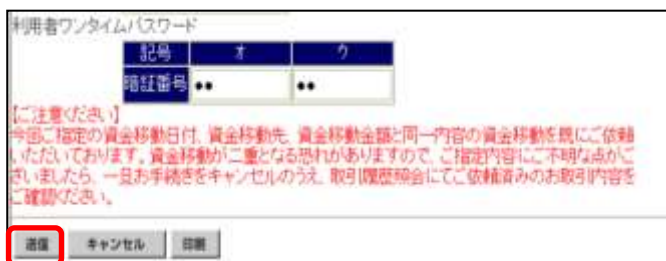 利用者ワンタイムパスワード
記号 オ ウ
暗証番号 •• ••
【ご注意ください】
今回ご指定の資金移動日付、資金移動先、資金移動金額と同一内容の資金移動を既にご依頼
いただいております。資金移動が二重となる恐れがありますので、ご指定内容にご不明な点がご
ざいましたら、一旦お手続きをキャンセルのうえ、取引履歴照会にてご依頼済みのお取引内容を
ご確認ください。
送信 キャンセル 印刷